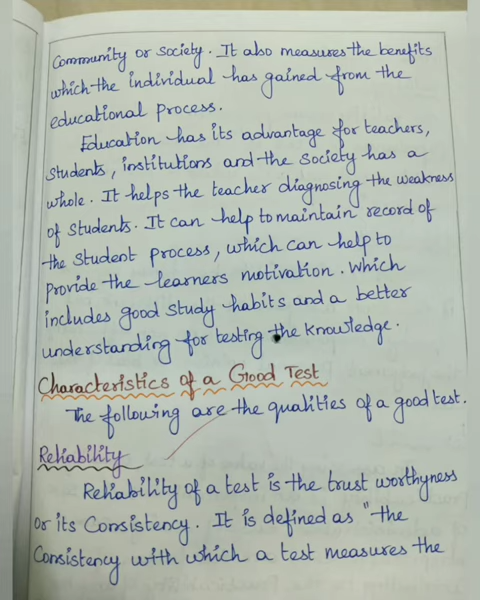 Community or society. It also measures the benefits
which the individual has gained from the
educational process.
Education has its advantage for teachers,
students, institutions and the society has a
whole. It helps the teacher diagnosing the weakness
of students. It can help to maintain record of
the student process, which can help to
provide the learners motivation. Which
includes good study habits and a better
understanding for testing the knowledge.
Characteristics of a Good Test
The following are the qualities of a good test.
Reliability
Reliability of a test is the trust worthyness
or its Consistency. It is defined as "the
Consistency with which a test measures the